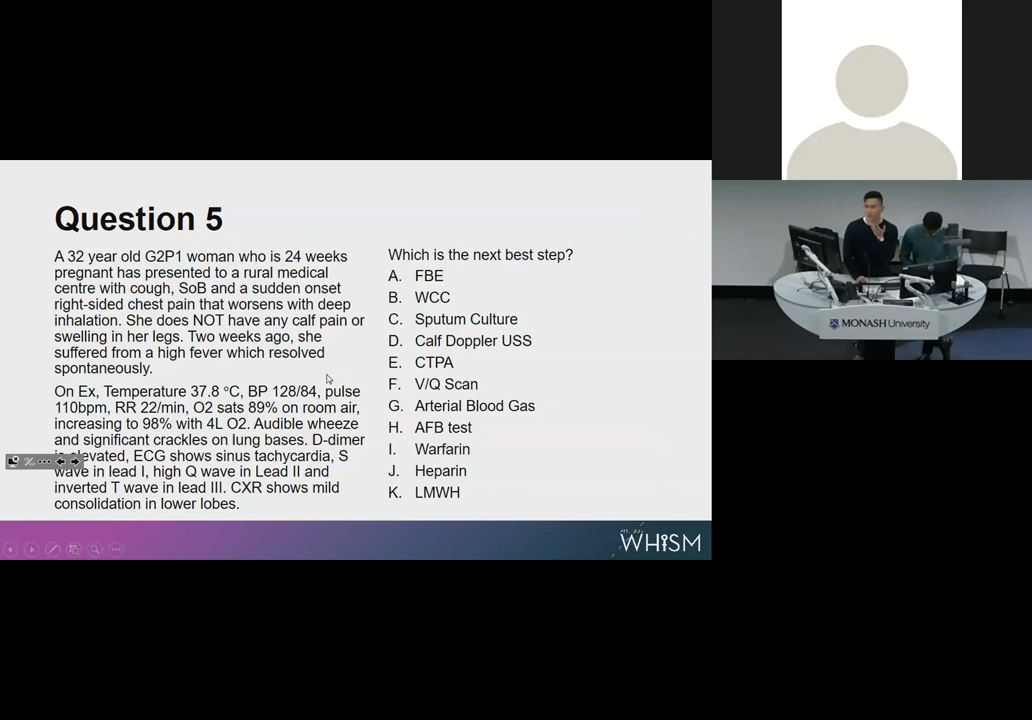 Question 5
A 32 year old G2P1 woman who is 24 weeks
pregnant has presented to a rural medical
centre with cough, SoB and a sudden onset
right-sided chest pain that worsens with deep
inhalation. She does NOT have any calf pain or
swelling in her legs. Two weeks ago, she
suffered from a high fever which resolved
spontaneously.
On Ex, Temperature 37.8 °C, BP 128/84, pulse
110bpm, RR 22/min, O2 sats 89% on room air,
increasing to 98% with 4L O2. Audible wheeze
and significant crackles on lung bases. D-dimer
elevated, ECG shows sinus tachycardia, S
wave in lead I, high Q wave in Lead II and
inverted T wave in lead III. CXR shows mild
consolidation in lower lobes.
Which is the next best step?
A. FBE
B. WCC
C. Sputum Culture
D. Calf Doppler USS
E. CTPA
F. V/Q Scan
G. Arterial Blood Gas
H. AFB test
I. Warfarin
J. Heparin
K. LMWH
WHISM
MONASH University